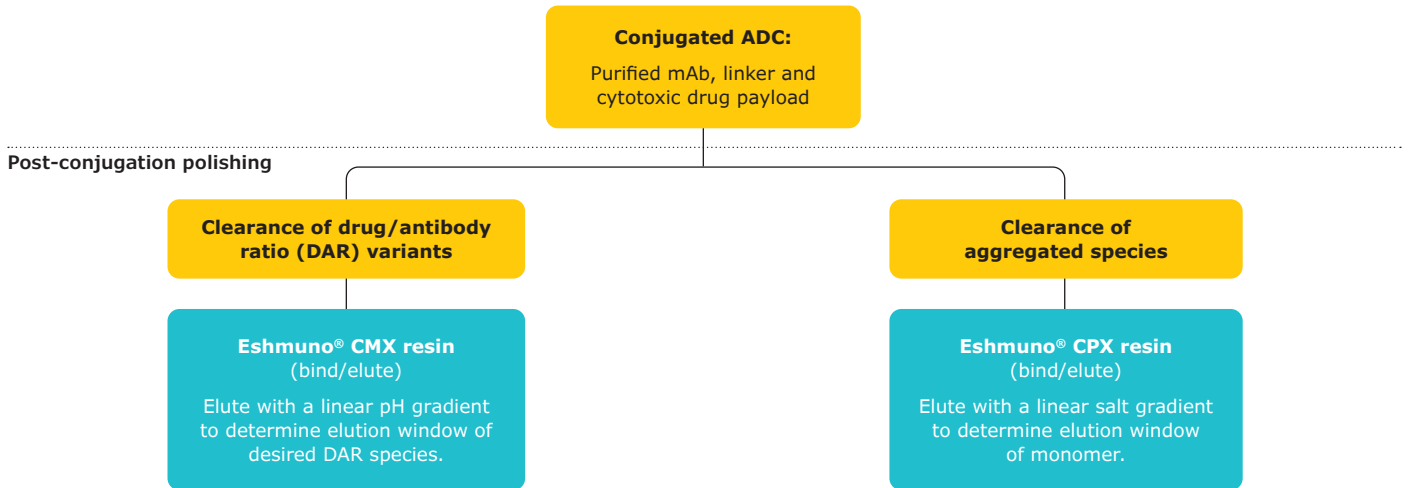 Conjugated ADC:
Purified mAb, linker and
cytotoxic drug payload
Post-conjugation polishing
Clearance of drug/antibody
ratio (DAR) variants
Eshmuno® CMX resin
(bind/elute)
Elute with a linear pH gradient
to determine elution window of
desired DAR species.
Clearance of
aggregated species
Eshmuno® CPX resin
(bind/elute)
Elute with a linear salt gradient
to determine elution window
of monomer.